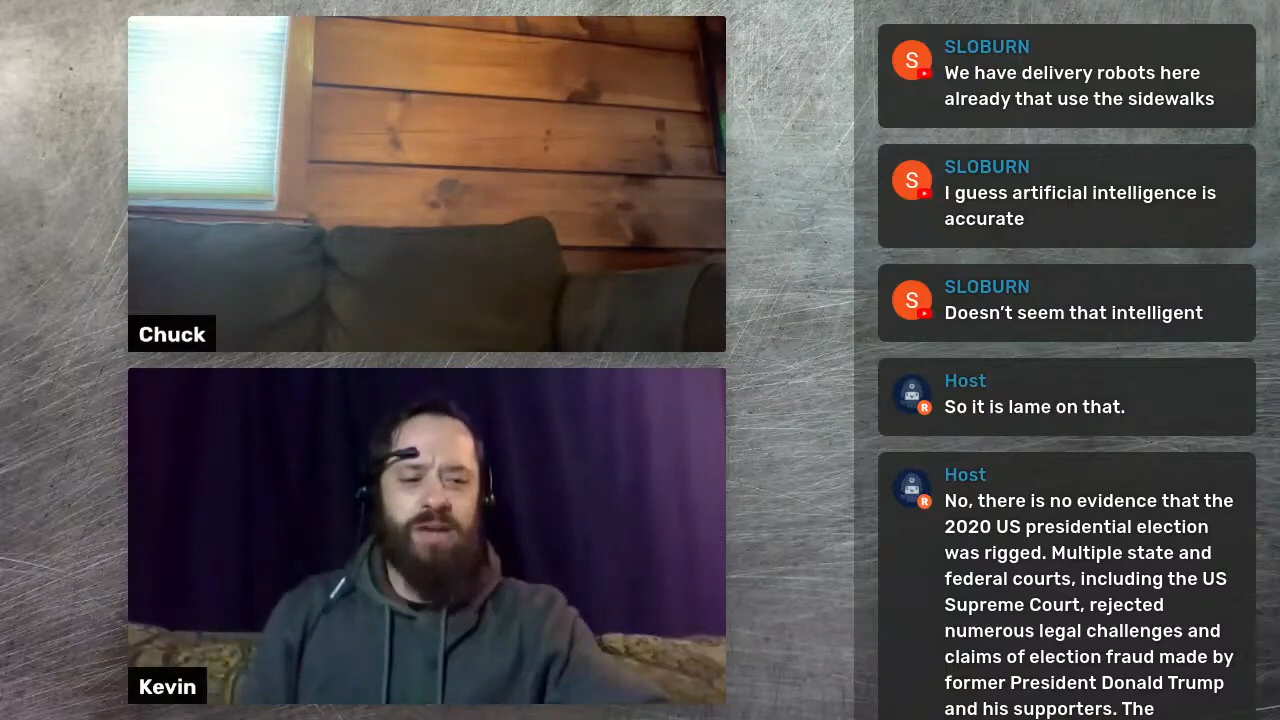 Chuck
Kevin
S
SLOBURN
We have delivery robots here
already that use the sidewalks
S
SLOBURN
I guess artificial intelligence is
accurate
S
SLOBURN
Doesn’t seem that intelligent
R
Host
So it is lame on that.
R
Host
No, there is no evidence that the
2020 US presidential election
was rigged. Multiple state and
federal courts, including the US
Supreme Court, rejected
numerous legal challenges and
claims of election fraud made by
former President Donald Trump
and his supporters. The